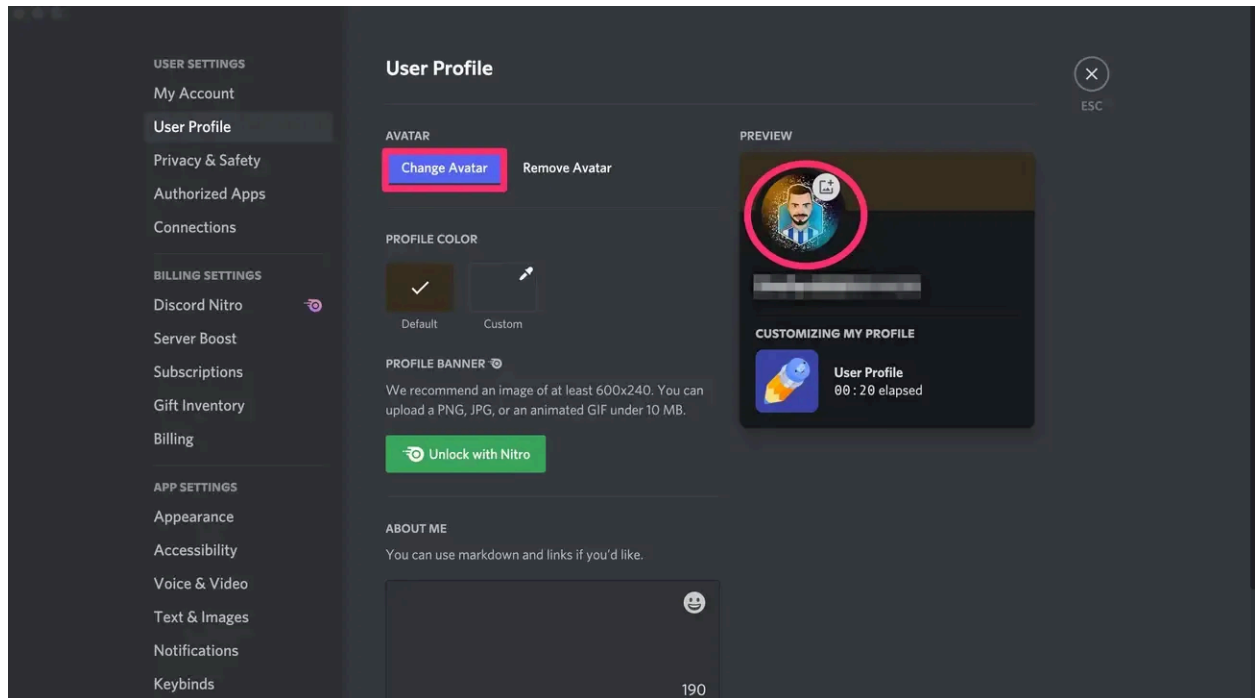 USER SETTINGS
My Account
User Profile
Privacy & Safety
Authorized Apps
Connections
BILLING SETTINGS
Discord Nitro
Server Boost
Subscriptions
Gift Inventory
Billing
APP SETTINGS
Appearance
Accessibility
Voice & Video
Text & Images
Notifications
Keybinds
User Profile
AVATAR
Change Avatar
Remove Avatar
PROFILE COLOR
Default
Custom
PROFILE BANNER
We recommend an image of at least 600x240. You can
upload a PNG, JPG, or an animated GIF under 10 MB.
Unlock with Nitro
ABOUT ME
You can use markdown and links if you'd like.
190
PREVIEW
CUSTOMIZING MY PROFILE
User Profile
00:20 elapsed
ESC